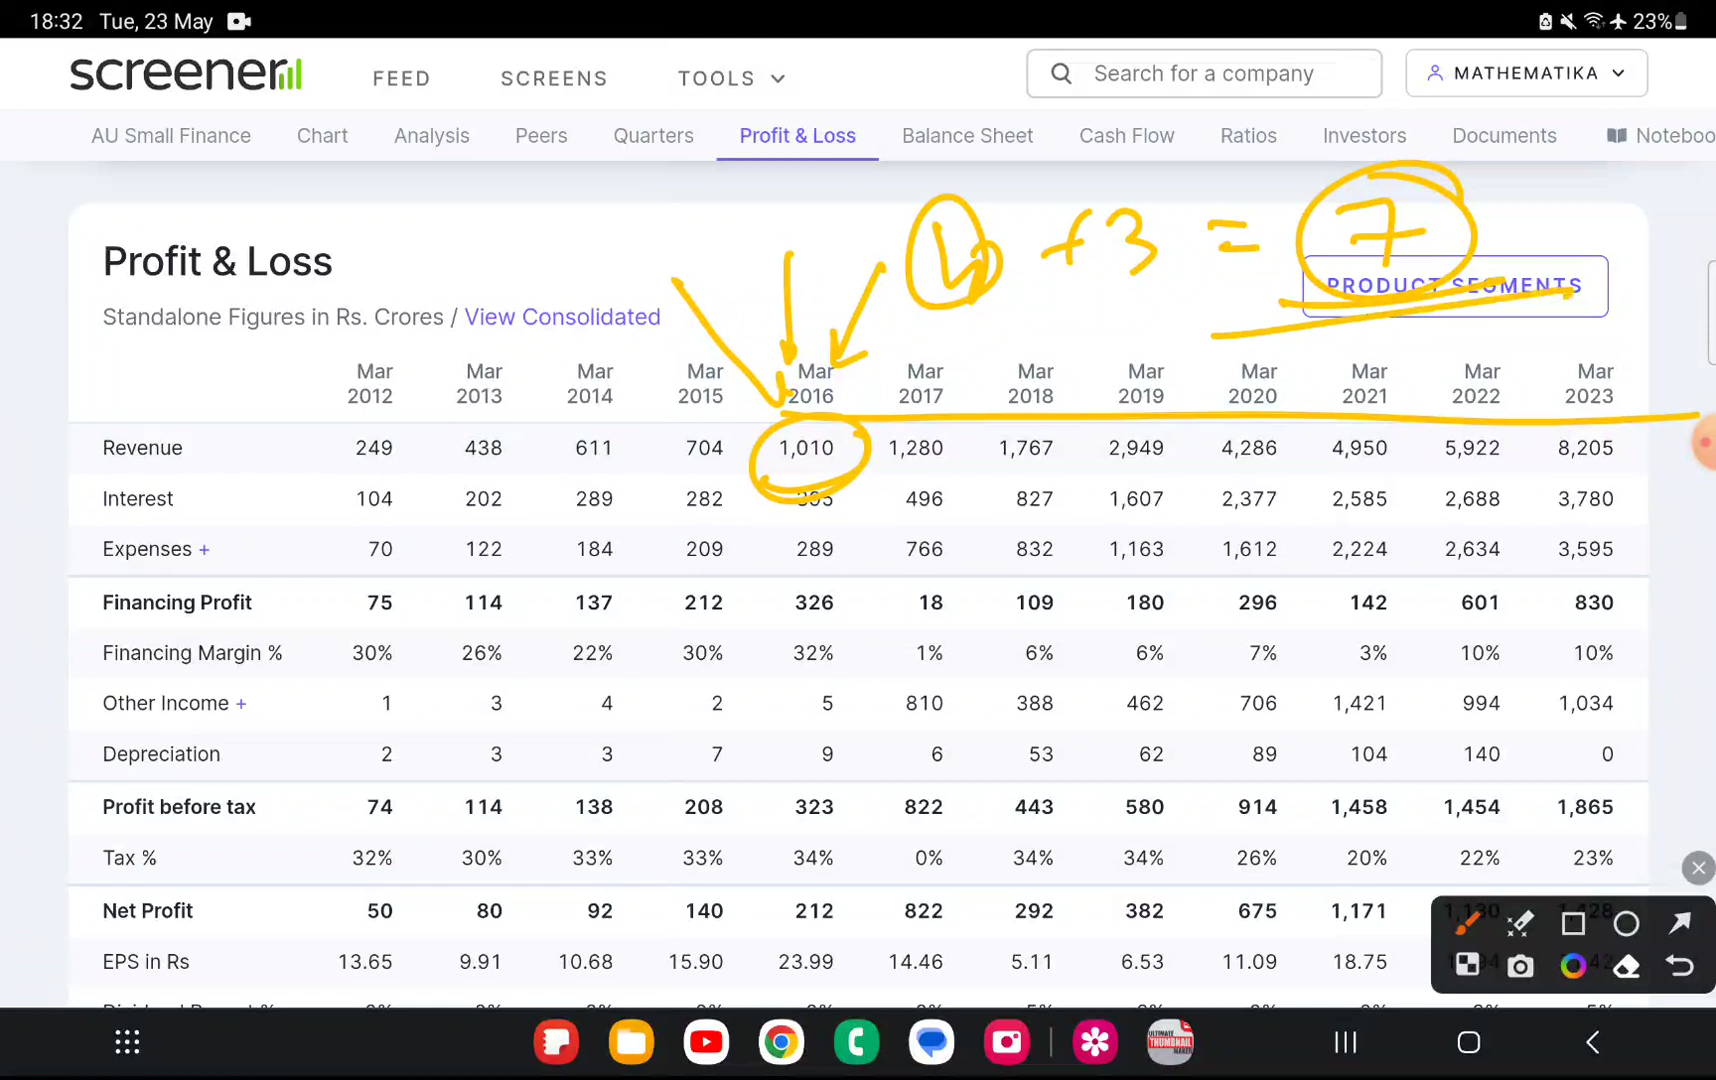 18:32 Tue, 23 May 23%
screener FEED SCREENS TOOLS Search for a company MATHEMATIKA
AU Small Finance Chart Analysis Peers Quarters Profit & Loss Balance Sheet Cash Flow Ratios Investors Documents Noteboo
4 + 3 = 7
Profit & Loss PRODUCT SEGMENTS
Standalone Figures in Rs. Crores / View Consolidated
Mar Mar Mar Mar Mar Mar Mar Mar Mar Mar Mar Mar
2012 2013 2014 2015 2016 2017 2018 2019 2020 2021 2022 2023
Revenue 249 438 611 704 1,010 1,280 1,767 2,949 4,286 4,950 5,922 8,205
Interest 104 202 289 282 395 496 827 1,607 2,377 2,585 2,688 3,780
Expenses + 70 122 184 209 289 766 832 1,163 1,612 2,224 2,634 3,595
Financing Profit 75 114 137 212 326 18 109 180 296 142 601 830
Financing Margin % 30% 26% 22% 30% 32% 1% 6% 6% 7% 3% 10% 10%
Other Income + 1 3 4 2 5 810 388 462 706 1,421 994 1,034
Depreciation 2 3 3 7 9 6 53 62 89 104 140 0
Profit before tax 74 114 138 208 323 822 443 580 914 1,458 1,454 1,865
Tax % 32% 30% 33% 33% 34% 0% 34% 34% 26% 20% 22% 23%
Net Profit 50 80 92 140 212 822 292 382 675 1,171 1,130 1,428
EPS in Rs 13.65 9.91 10.68 15.90 23.99 14.46 5.11 6.53 11.09 18.75
ULTIMATE
THUMBNAIL
MAKER